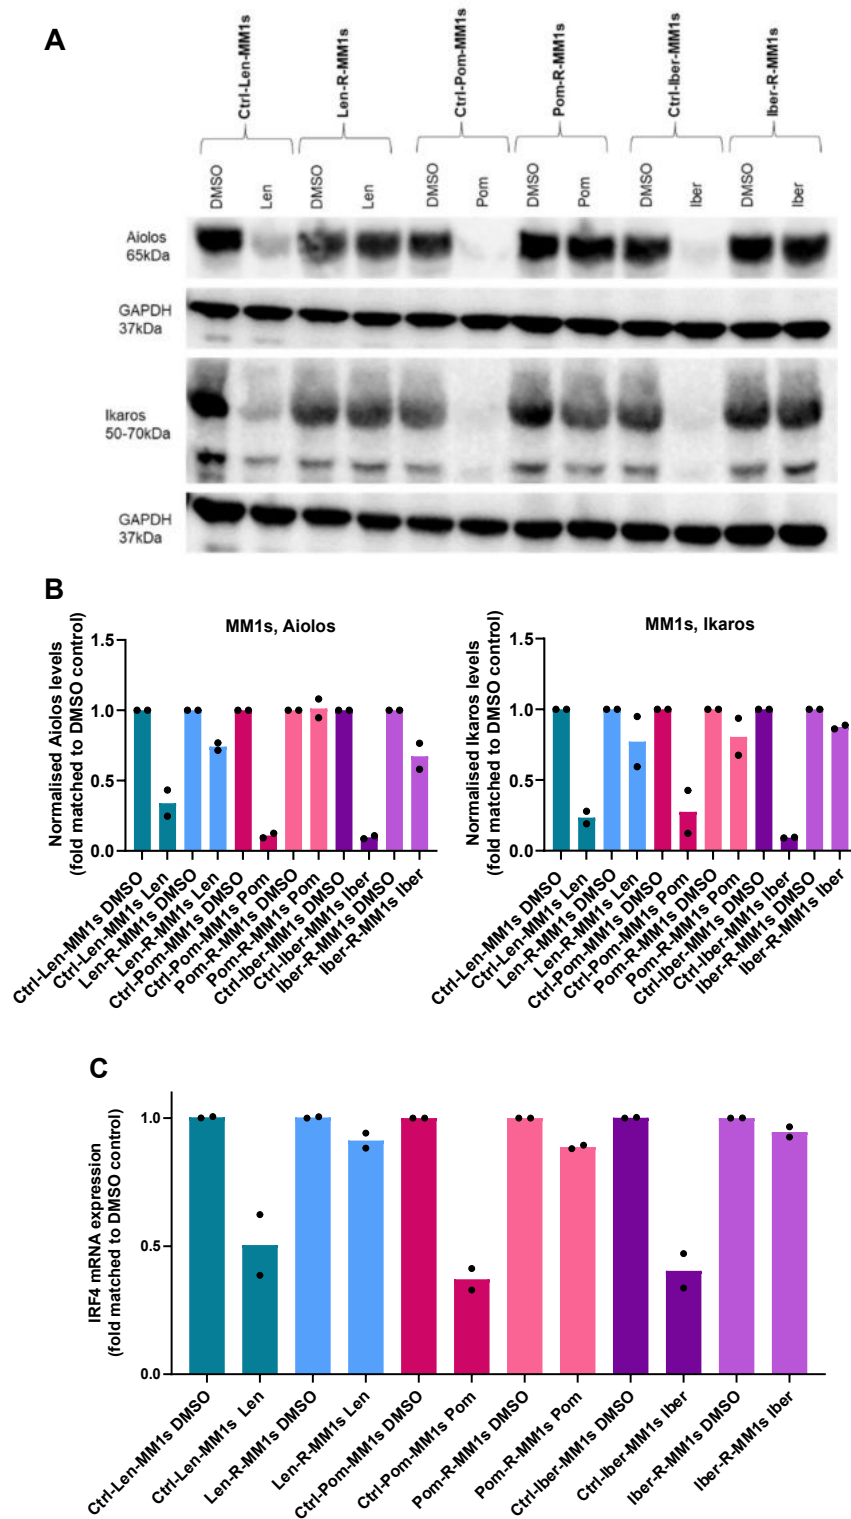 A
Ctrl-Len-MM1s
Len-R-MM1s
Ctrl-Pom-MM1s
Pom-R-MM1s
Ctrl-Iber-MM1s
Iber-R-MM1s
DMSO
Len
DMSO
Len
DMSO
Pom
DMSO
Pom
DMSO
Iber
DMSO
Iber
Aiolos
65kDa
GAPDH
37kDa
Ikaros
50-70kDa
GAPDH
37kDa
B
MM1s, Aiolos
Normalised Aiolos levels
(fold matched to DMSO control)
1.5
1.0
0.5
0.0
Ctrl-Len-MM1s DMSO
Ctrl-Len-MM1s Len
Len-R-MM1s DMSO
Len-R-MM1s Len
Ctrl-Pom-MM1s DMSO
Ctrl-Pom-MM1s Pom
Pom-R-MM1s DMSO
Pom-R-MM1s Pom
Ctrl-Iber-MM1s DMSO
Ctrl-Iber-MM1s Iber
Iber-R-MM1s DMSO
Iber-R-MM1s Iber
MM1s, Ikaros
Normalised Ikaros levels
(fold matched to DMSO control)
1.5
1.0
0.5
0.0
Ctrl-Len-MM1s DMSO
Ctrl-Len-MM1s Len
Len-R-MM1s DMSO
Len-R-MM1s Len
Ctrl-Pom-MM1s DMSO
Ctrl-Pom-MM1s Pom
Pom-R-MM1s DMSO
Pom-R-MM1s Pom
Ctrl-Iber-MM1s DMSO
Ctrl-Iber-MM1s Iber
Iber-R-MM1s DMSO
Iber-R-MM1s Iber
C
IRF4 mRNA expression
(fold matched to DMSO control)
1.0
0.5
0.0
Ctrl-Len-MM1s DMSO
Ctrl-Len-MM1s Len
Len-R-MM1s DMSO
Len-R-MM1s Len
Ctrl-Pom-MM1s DMSO
Ctrl-Pom-MM1s Pom
Pom-R-MM1s DMSO
Pom-R-MM1s Pom
Ctrl-Iber-MM1s DMSO
Ctrl-Iber-MM1s Iber
Iber-R-MM1s DMSO
Iber-R-MM1s Iber